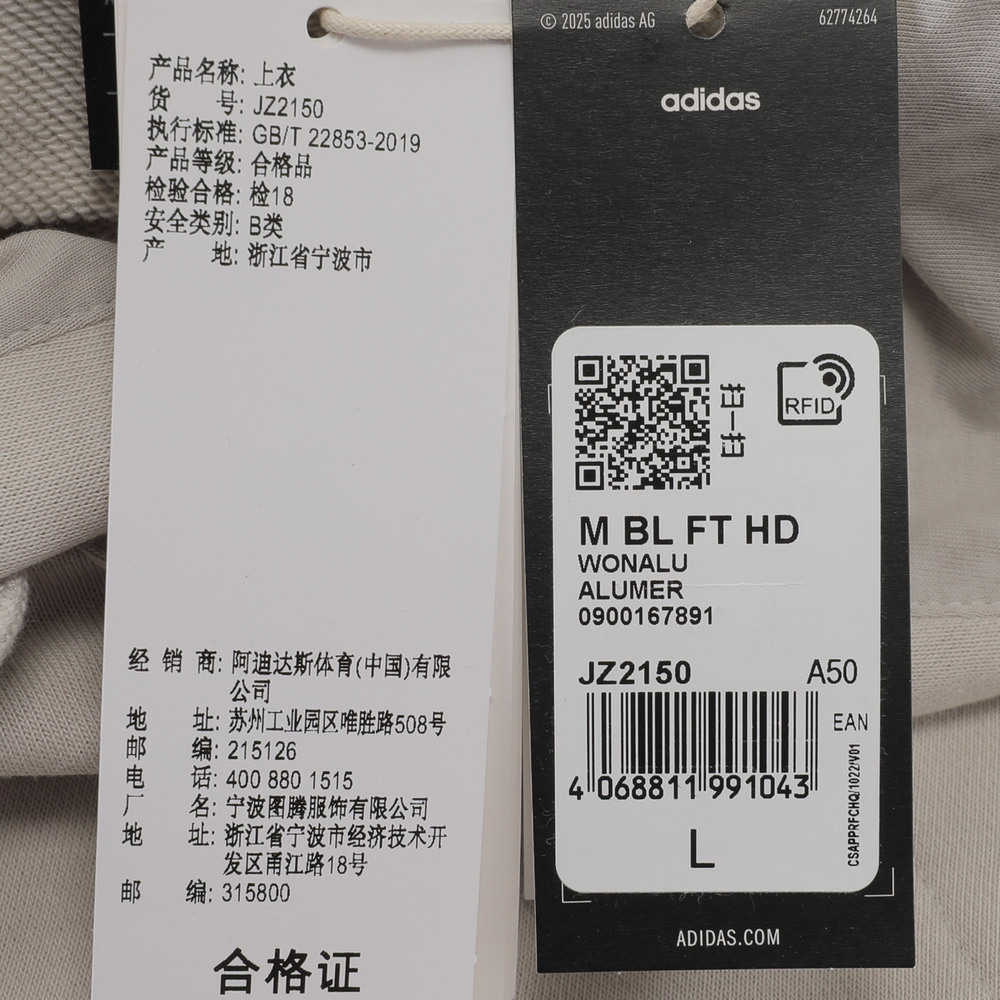 产品名称: 上衣
货 号: JZ2150
执行标准: GB/T 22853-2019
产品等级: 合格品
检验合格: 检18
安全类别: B类
产 地: 浙江省宁波市
经 销 商: 阿迪达斯体育(中国)有限
公司
地 址: 苏州工业园区唯胜路508号
邮 编: 215126
电 话: 400 880 1515
厂 名: 宁波图腾服饰有限公司
地 址: 浙江省宁波市经济技术开
发区甬江路18号
邮 编: 315800
合格证
© 2025 adidas AG
62774264
adidas
扫一扫
RFID
M BL FT HD
WONALU
ALUMER
0900167891
JZ2150 A50
EAN
4 068811 991043
CSAPPRFCHQ/1022/V01
L
ADIDAS.COM